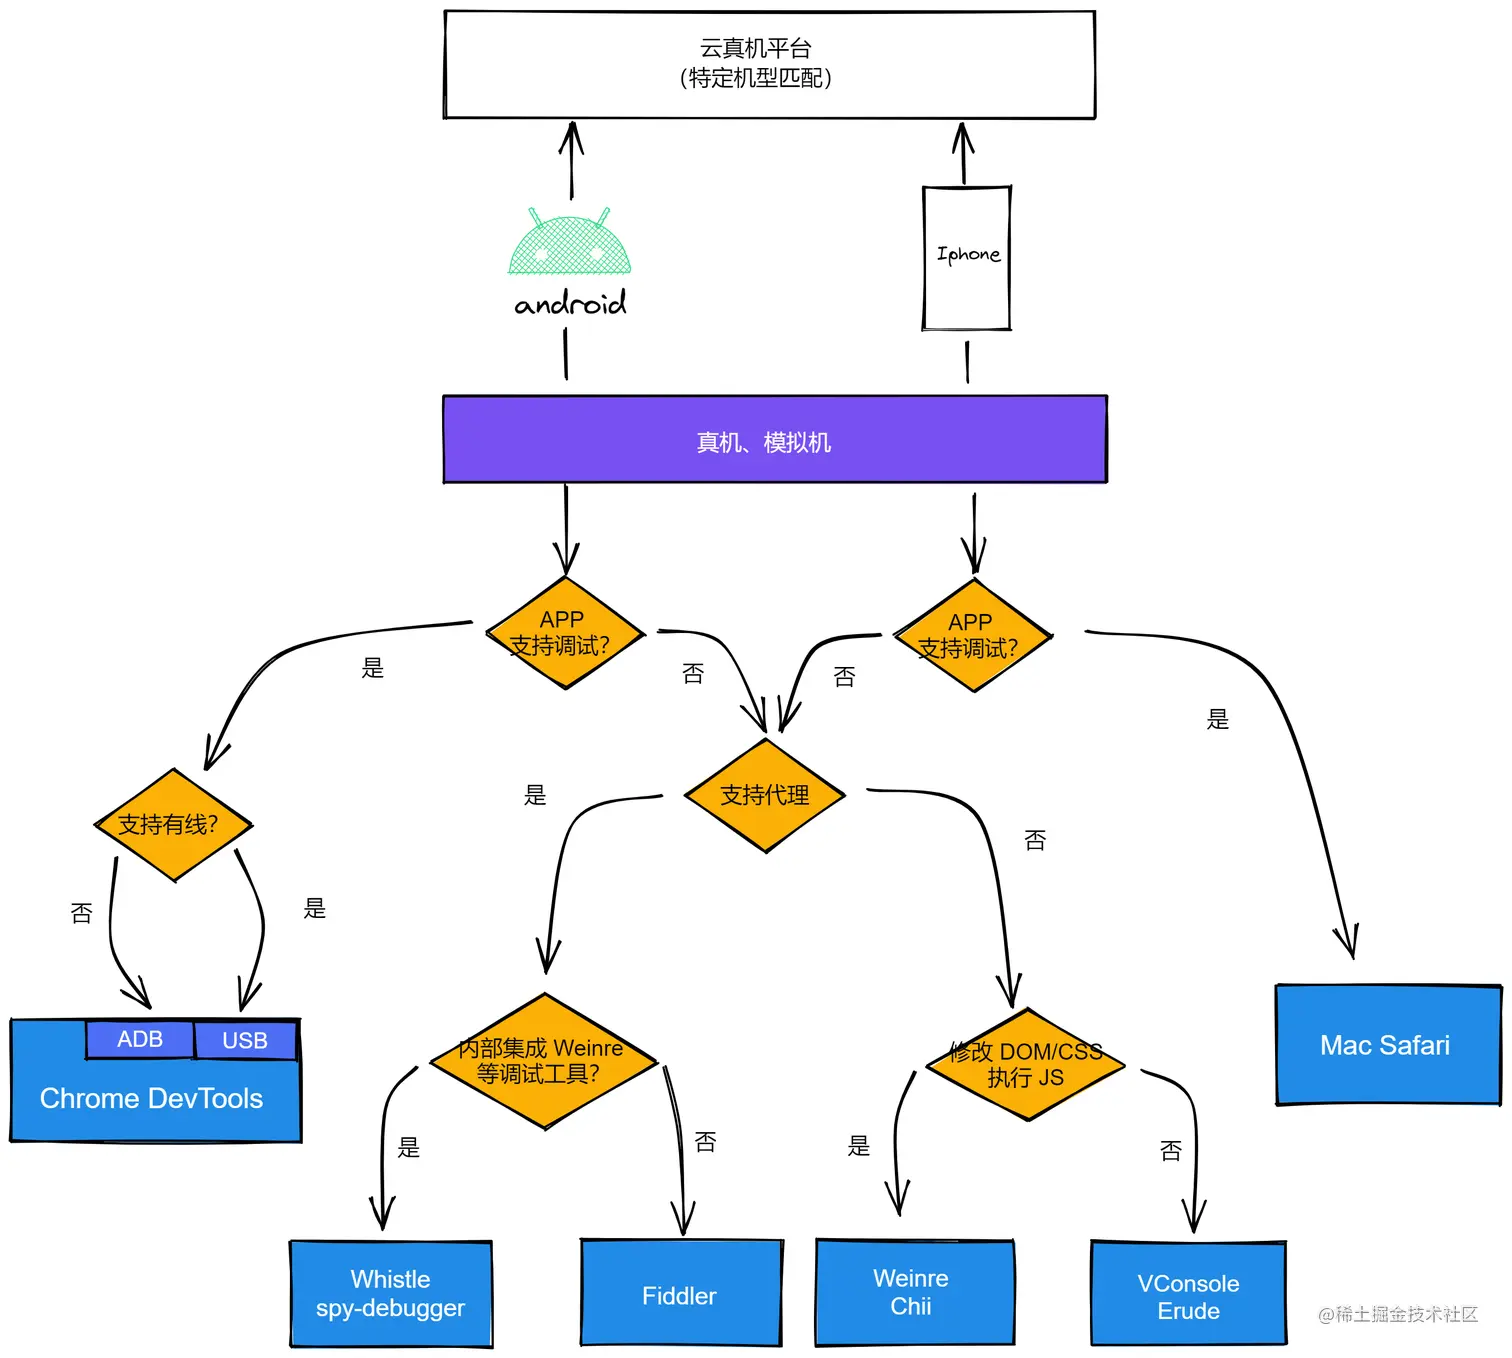 云真机平台
（特定机型匹配）
android
Iphone
真机、模拟机
APP
支持调试？
APP
支持调试？
是
否
否
是
支持有线？
支持代理
是
否
否
是
ADB
USB
Chrome DevTools
内部集成 Weinre
等调试工具？
修改 DOM/CSS
执行 JS
Mac Safari
是
否
是
否
Whistle
spy-debugger
Fiddler
Weinre
Chii
VConsole
Erude
@稀土掘金技术社区